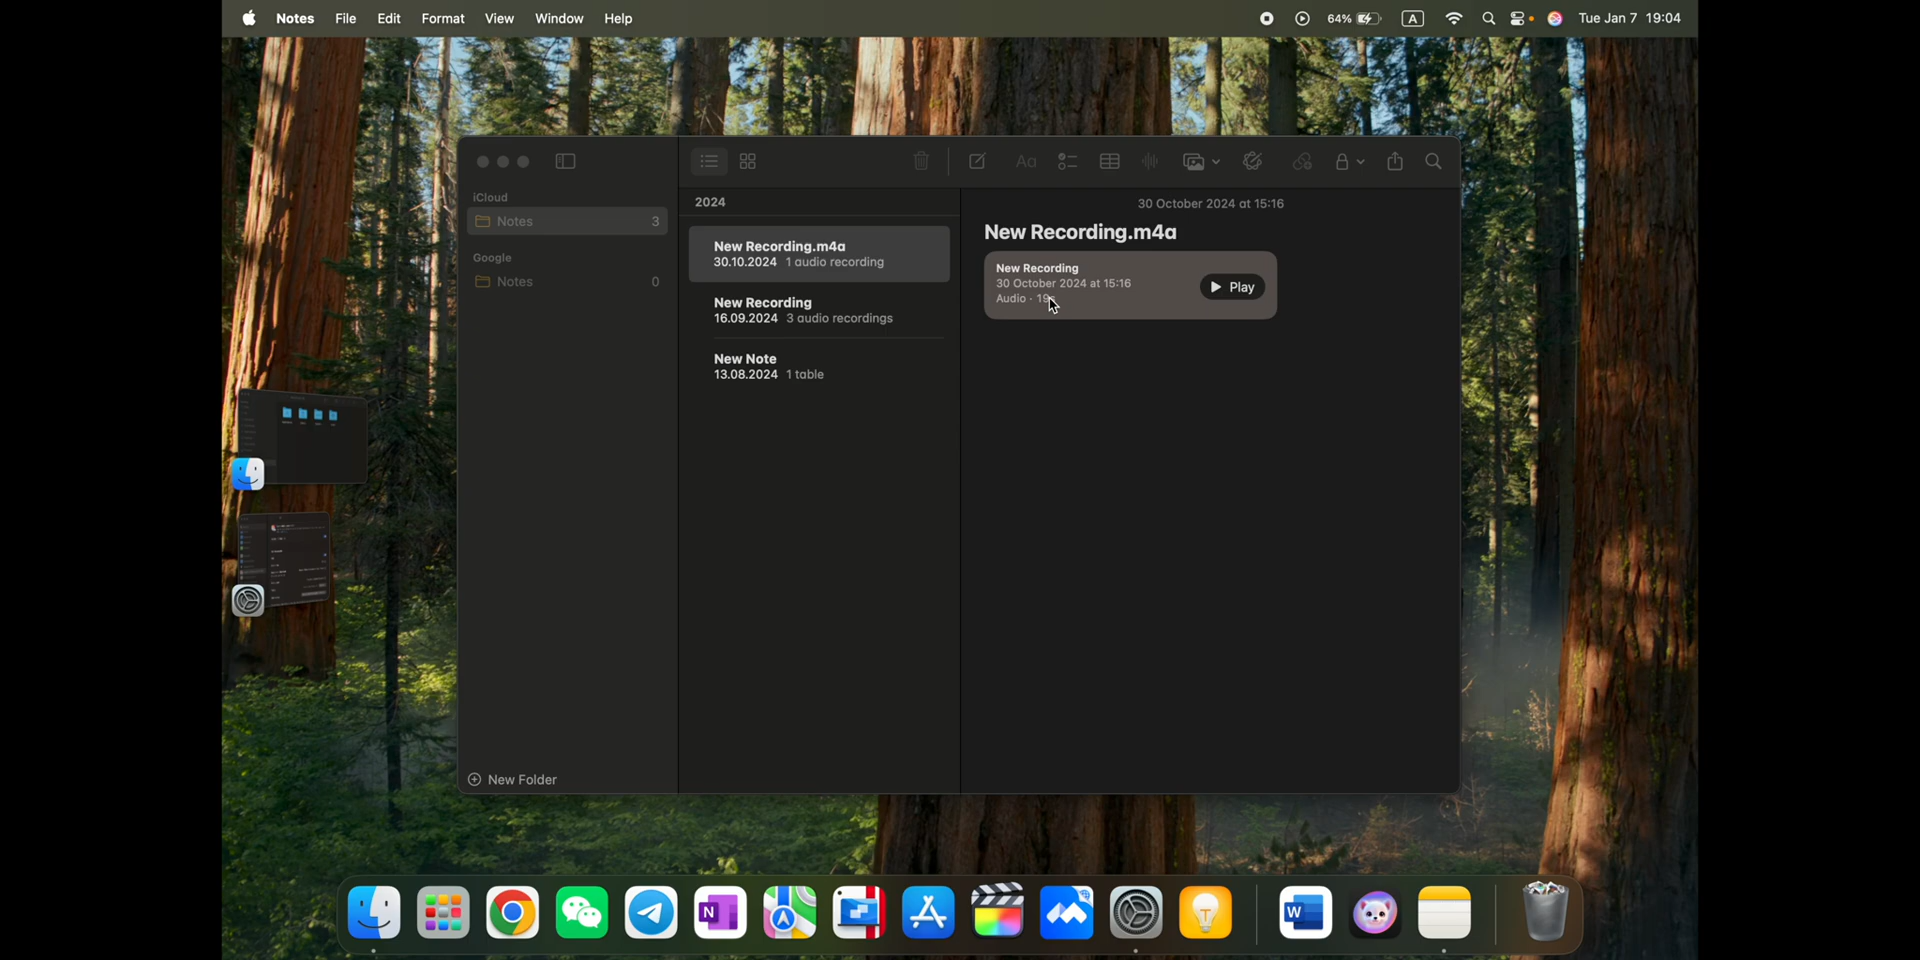 Notes File Edit Format View Window Help
64% A Tue Jan 7 19:04
iCloud
Notes 3
Google
Notes 0
New Folder
2024
New Recording.m4a
30.10.2024 1 audio recording
New Recording
16.09.2024 3 audio recordings
New Note
13.08.2024 1 table
Aa
30 October 2024 at 15:16
New Recording.m4a
New Recording
30 October 2024 at 15:16
Audio · 19s
Play
N
T
W